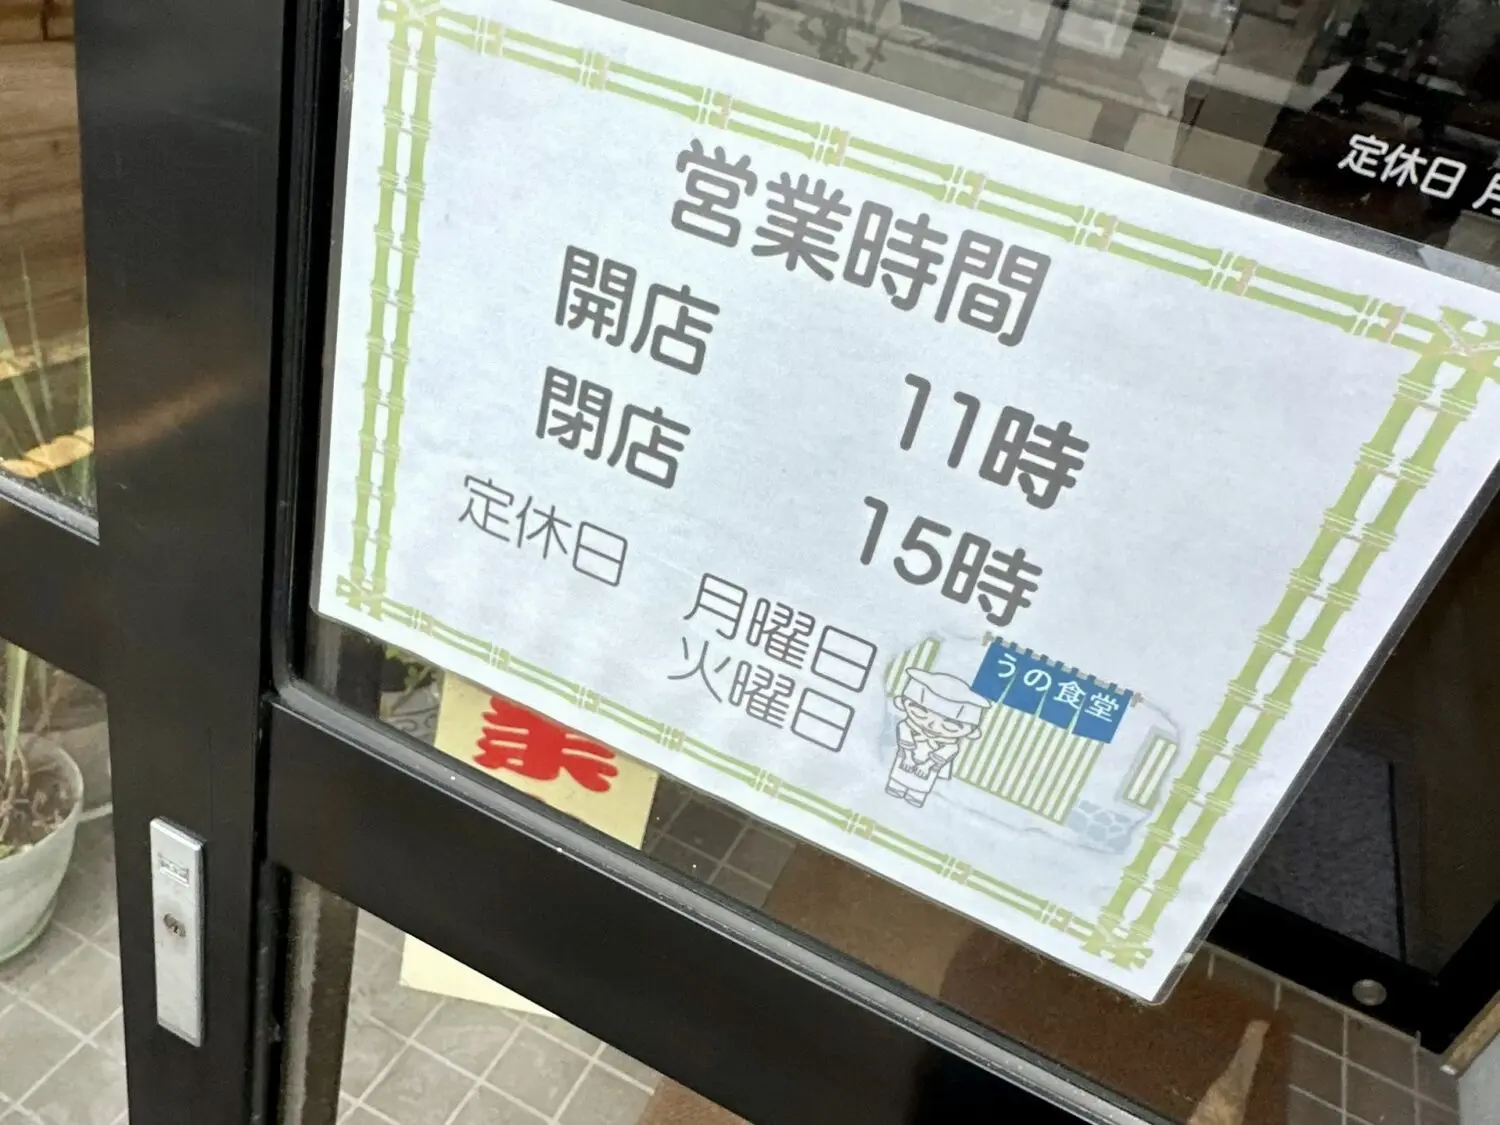 営業時間
開店 11時
閉店 15時
定休日 月曜日
火曜日
うの食堂
定休日 月